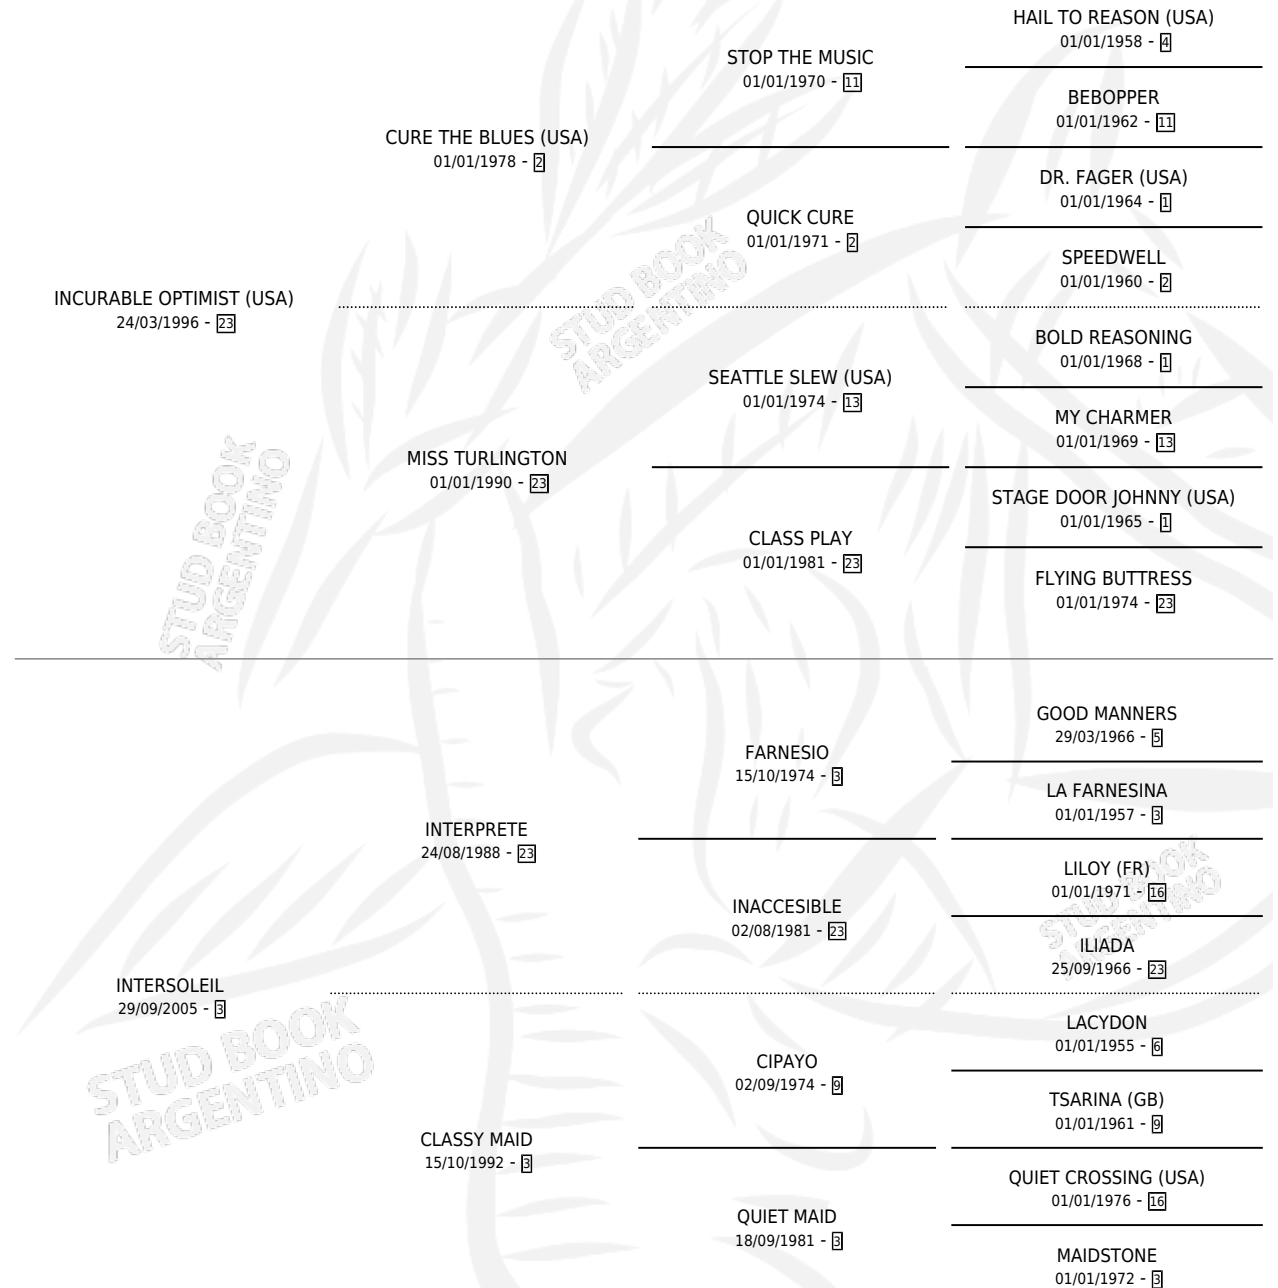 HAIL TO REASON (USA)
01/01/1958 - 4
STOP THE MUSIC
01/01/1970 - 11
BEBOPPER
01/01/1962 - 11
CURE THE BLUES (USA)
01/01/1978 - 2
DR. FAGER (USA)
01/01/1964 - 1
QUICK CURE
01/01/1971 - 2
SPEEDWELL
01/01/1960 - 2
INCURABLE OPTIMIST (USA)
24/03/1996 - 23
BOLD REASONING
01/01/1968 - 1
SEATTLE SLEW (USA)
01/01/1974 - 13
MY CHARMER
01/01/1969 - 13
MISS TURLINGTON
01/01/1990 - 23
STAGE DOOR JOHNNY (USA)
01/01/1965 - 1
CLASS PLAY
01/01/1981 - 23
FLYING BUTTRESS
01/01/1974 - 23
STUD BOOK
ARGENTINO
STUD BOOK
ARGENTINO
GOOD MANNERS
29/03/1966 - 5
FARNESIO
15/10/1974 - 3
LA FARNESINA
01/01/1957 - 3
INTERPRETE
24/08/1988 - 23
LILOY (FR)
01/01/1971 - 16
INACCESIBLE
02/08/1981 - 23
ILIADA
25/09/1966 - 23
STUD BOOK
ARGENTINO
INTERSOLEIL
29/09/2005 - 3
LACYDON
01/01/1955 - 6
CIPAYO
02/09/1974 - 9
TSARINA (GB)
01/01/1961 - 9
STUD BOOK
ARGENTINO
CLASSY MAID
15/10/1992 - 3
QUIET CROSSING (USA)
01/01/1976 - 16
QUIET MAID
18/09/1981 - 3
MAIDSTONE
01/01/1972 - 3